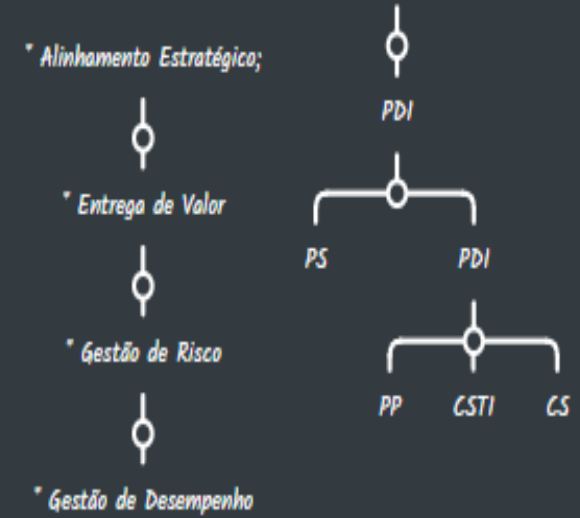 * Alinhamento Estratégico;
* Entrega de Valor
* Gestão de Risco
* Gestão de Desempenho
PDI
PS PDI
PP CSTI CS